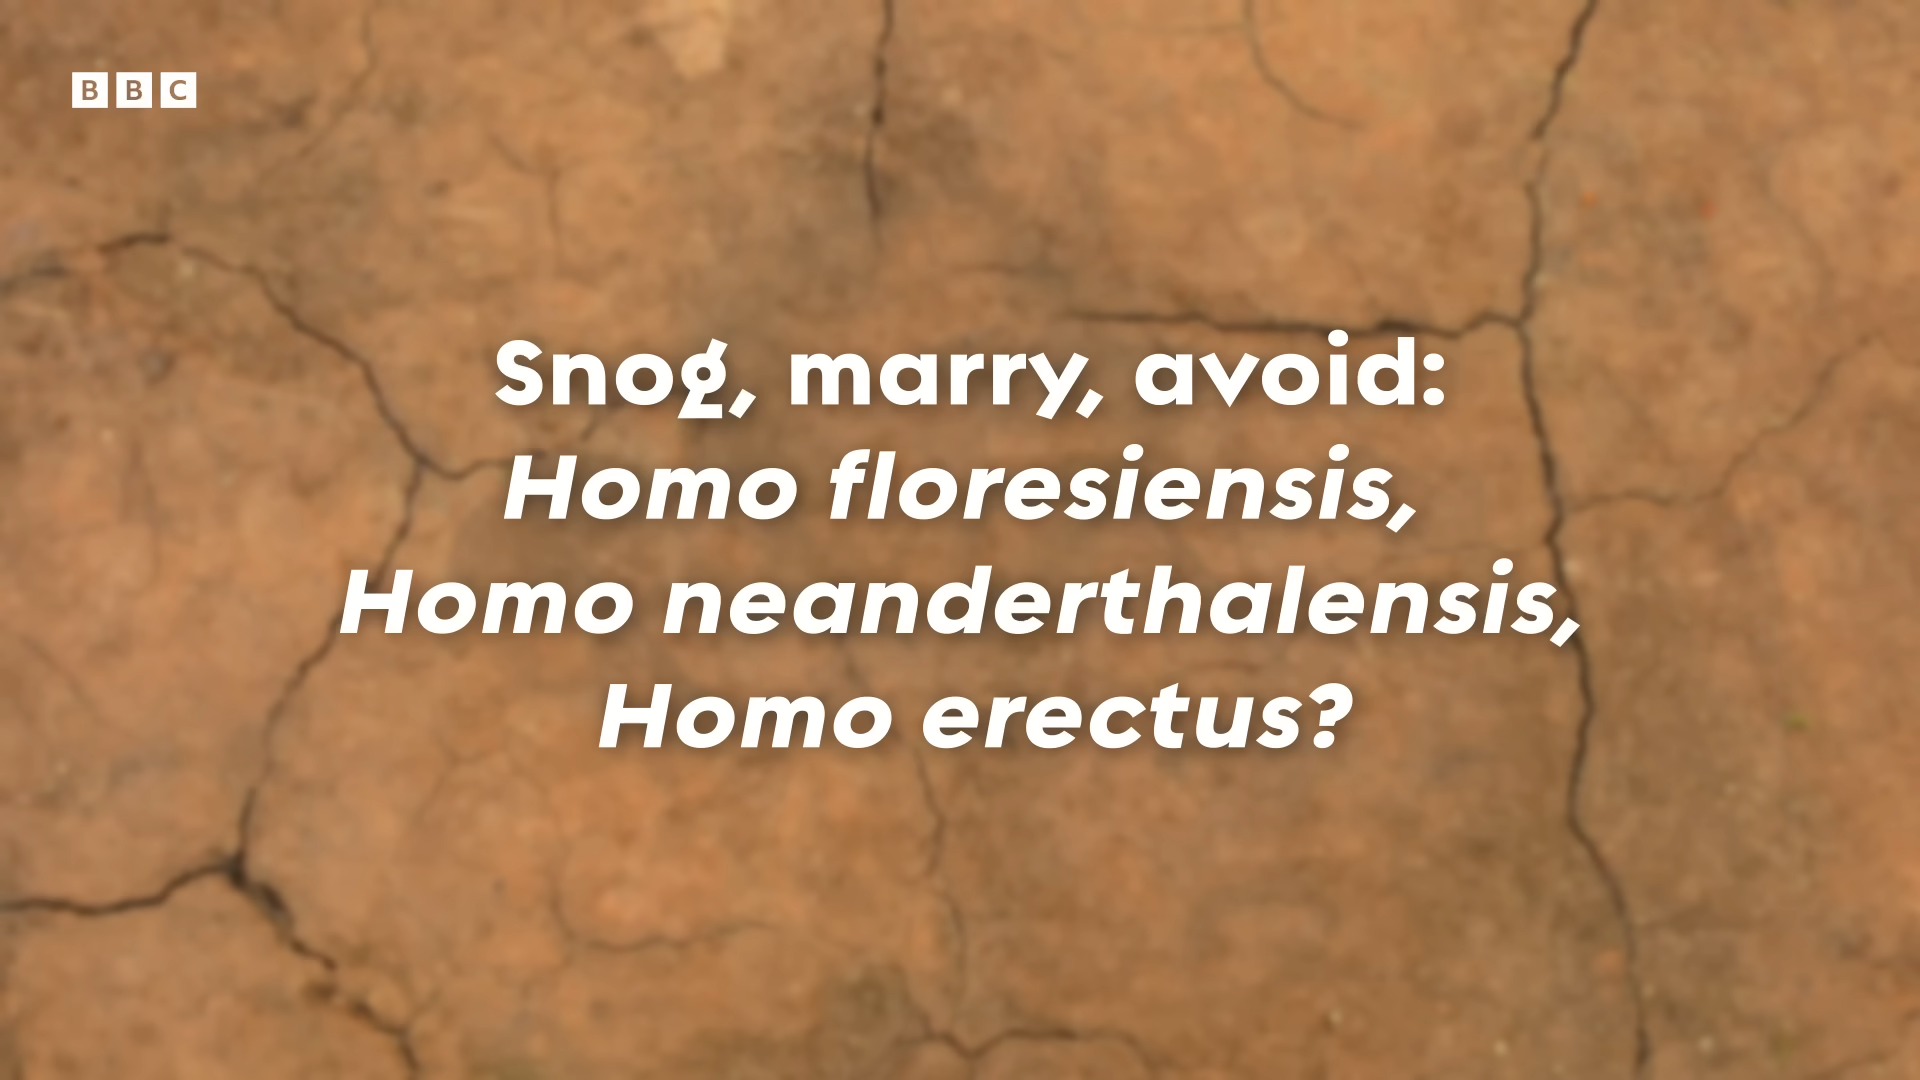 BBC
Snog, marry, avoid:
Homo floresiensis,
Homo neanderthalensis,
Homo erectus?